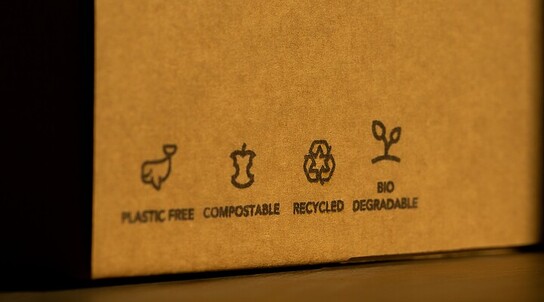 PLASTIC FREE COMPOSTABLE RECYCLED BIO
DEGRADABLE